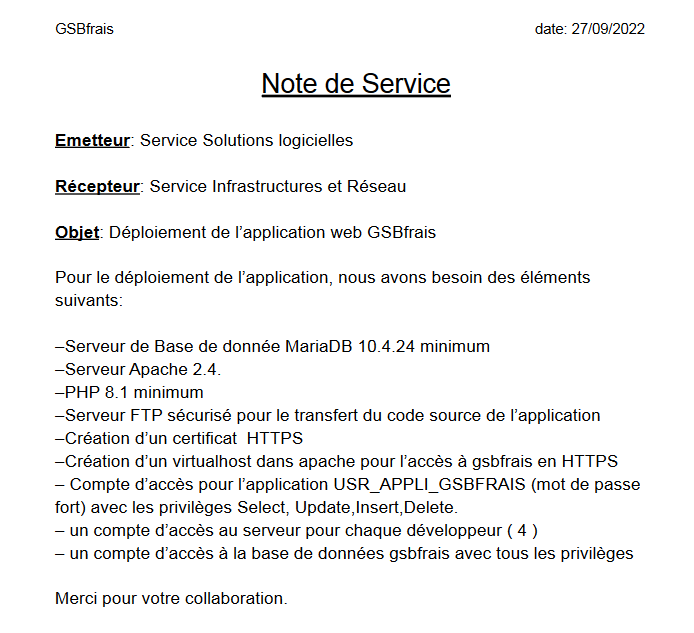 GSBfrais date: 27/09/2022
Note de Service
Emetteur: Service Solutions logicielles
Récepteur: Service Infrastructures et Réseau
Objet: Déploiement de l’application web GSBfrais
Pour le déploiement de l’application, nous avons besoin des éléments
suivants:
–Serveur de Base de donnée MariaDB 10.4.24 minimum
–Serveur Apache 2.4.
–PHP 8.1 minimum
–Serveur FTP sécurisé pour le transfert du code source de l’application
–Création d’un certificat  HTTPS
–Création d’un virtualhost dans apache pour l’accès à gsbfrais en HTTPS
– Compte d’accès pour l’application USR_APPLI_GSBFRAIS (mot de passe
fort) avec les privilèges Select, Update,Insert,Delete.
– un compte d’accès au serveur pour chaque développeur ( 4 )
– un compte d’accès à la base de données gsbfrais avec tous les privilèges
Merci pour votre collaboration.